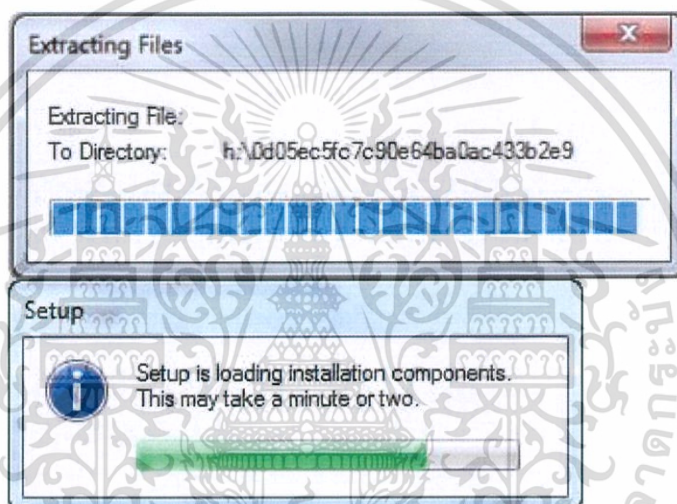 Extracting Files
Extracting File:
To Directory: h:\0d05ec5fc7c90e64ba0ac433b2e9
Setup
Setup is loading installation components.
This may take a minute or two.